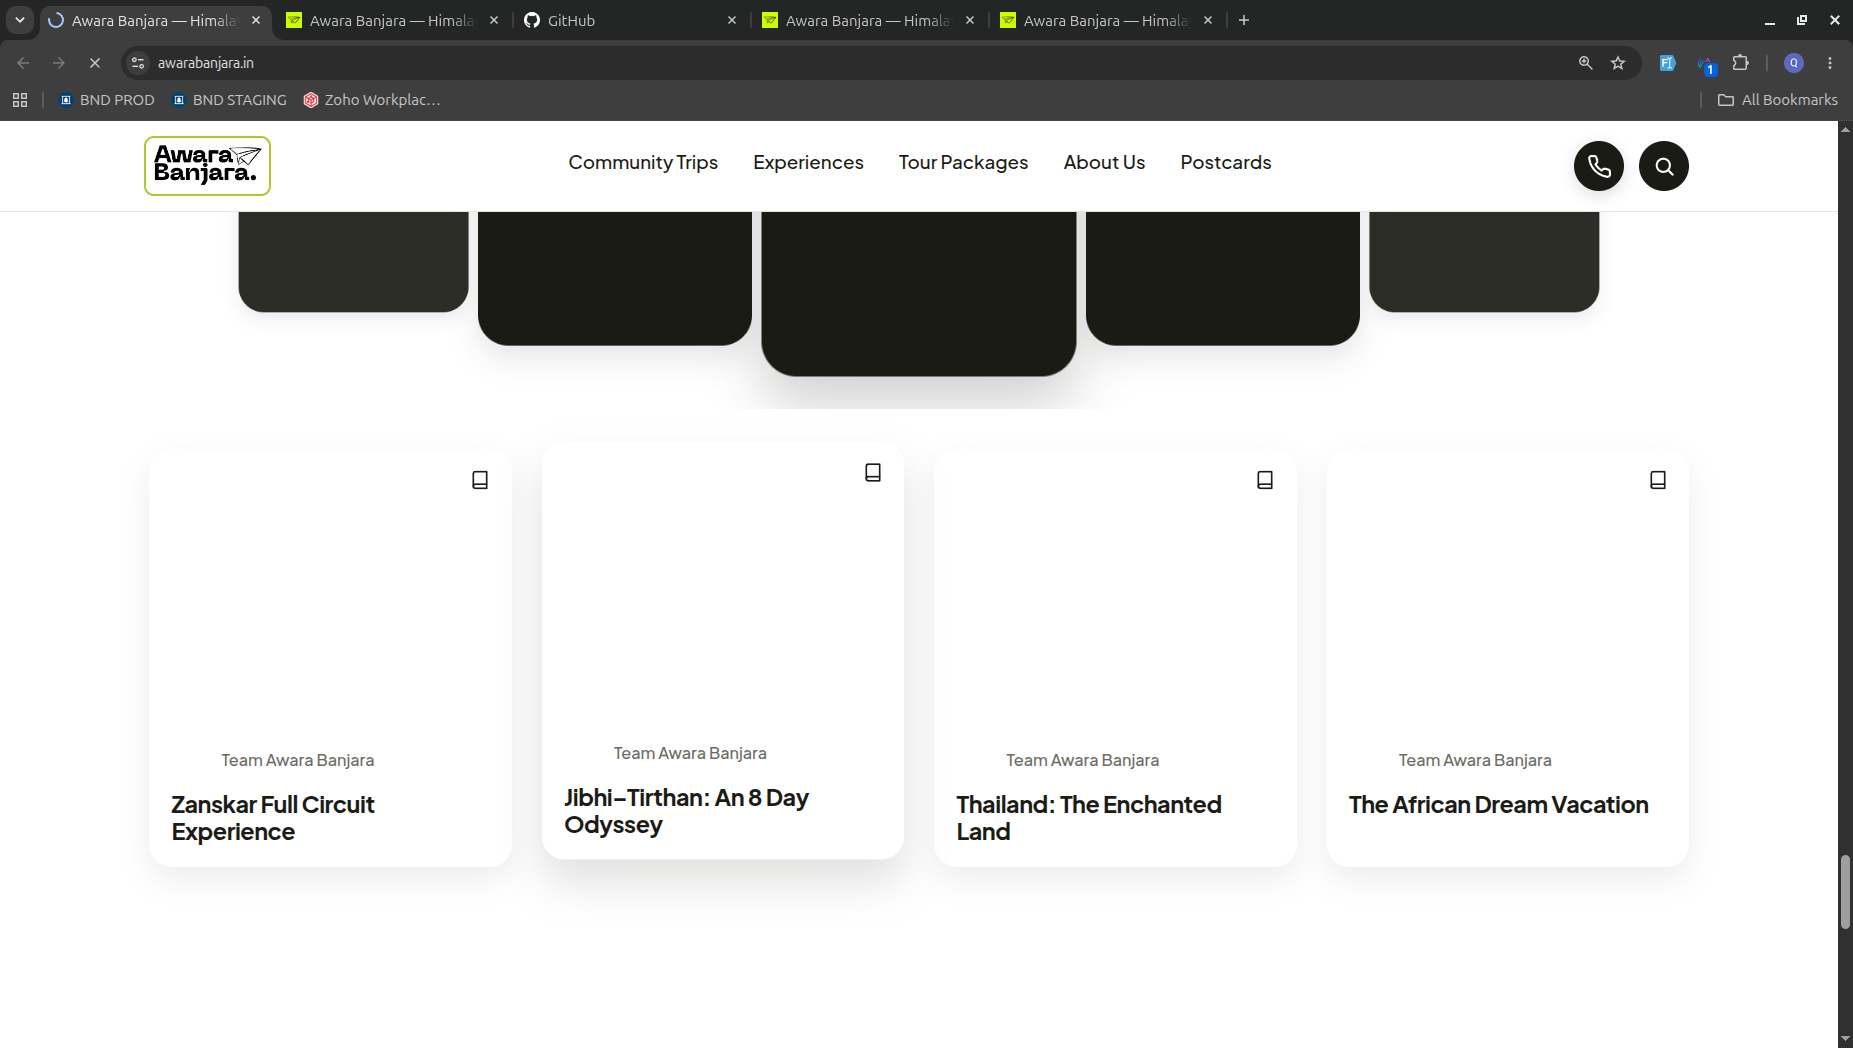 Awara Banjara — Himala
Awara Banjara — Himala
GitHub
Awara Banjara — Himala
Awara Banjara — Himala
awarabanjara.in
1
Q
BND PROD
BND STAGING
Zoho Workplac...
All Bookmarks
Awara
Banjara.
Community Trips
Experiences
Tour Packages
About Us
Postcards
Team Awara Banjara
Zanskar Full Circuit
Experience
Team Awara Banjara
Jibhi–Tirthan: An 8 Day
Odyssey
Team Awara Banjara
Thailand: The Enchanted
Land
Team Awara Banjara
The African Dream Vacation